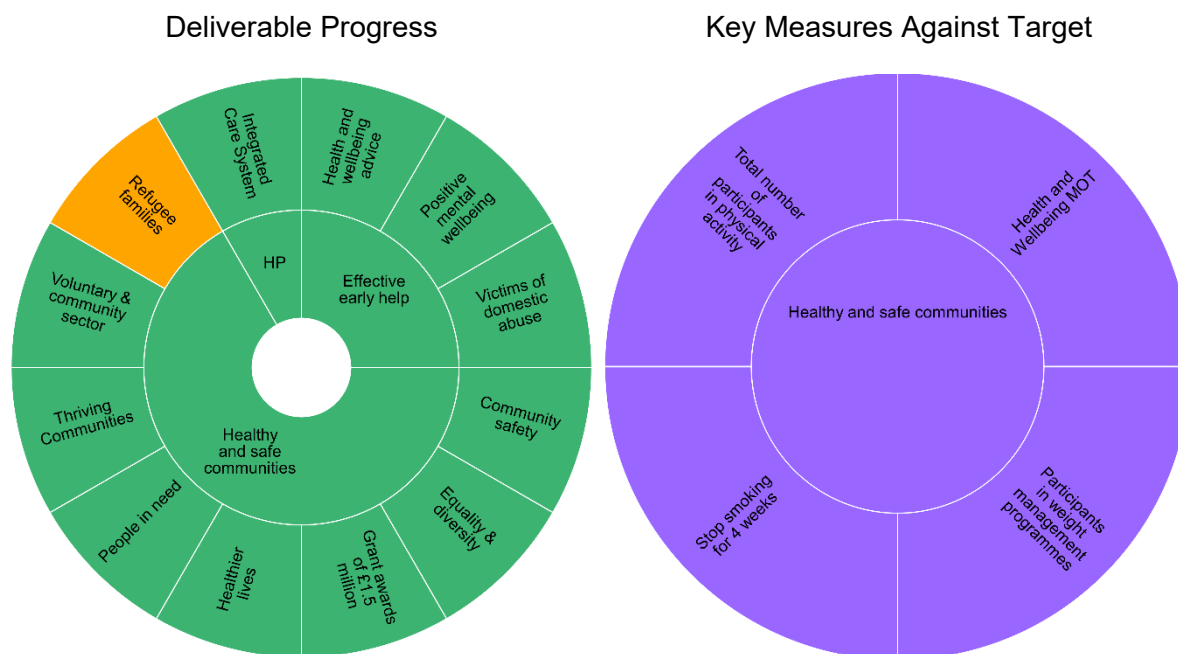 Deliverable Progress
Key Measures Against Target
Integrated
Care System
Health and
wellbeing
advice
Positive
mental
wellbeing
Victims of
domestic
abuse
Community
safety
Equality &
diversity
Grant awards
of £1.5
million
Healthier
lives
People in need
Thriving
Communities
Voluntary &
community
sector
Refugee
families
HP
Effective
early help
Healthy
and safe
communities
Total number
of
participants
in physical
activity
Health and
Wellbeing MOT
Healthy and safe communities
Stop smoking
for 4 weeks
Participants
in weight
management
programmes